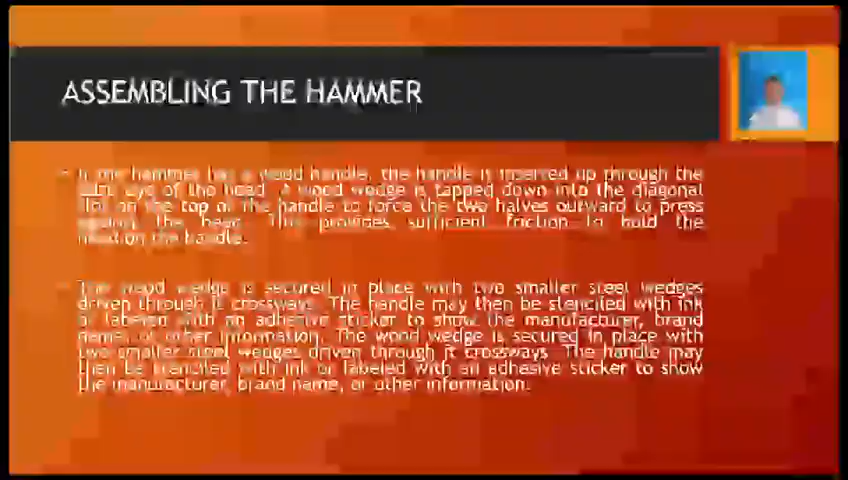 ASSEMBLING THE HAMMER
If the hammer has a wood handle, the handle is inserted up through the
eye of the head. A wood wedge is tapped down into the diagonal
slot on the top of the handle to force the two halves outward to press
against the head. This provides sufficient friction to hold the
head on the handle.
The wood wedge is secured in place with two smaller steel wedges
driven through it crossways. The handle may then be stenciled with ink
or labeled with an adhesive sticker to show the manufacturer, brand
name, or other information. The wood wedge is secured in place with
two smaller steel wedges driven through it crossways. The handle may
then be stenciled with ink or labeled with an adhesive sticker to show
the manufacturer, brand name, or other information.